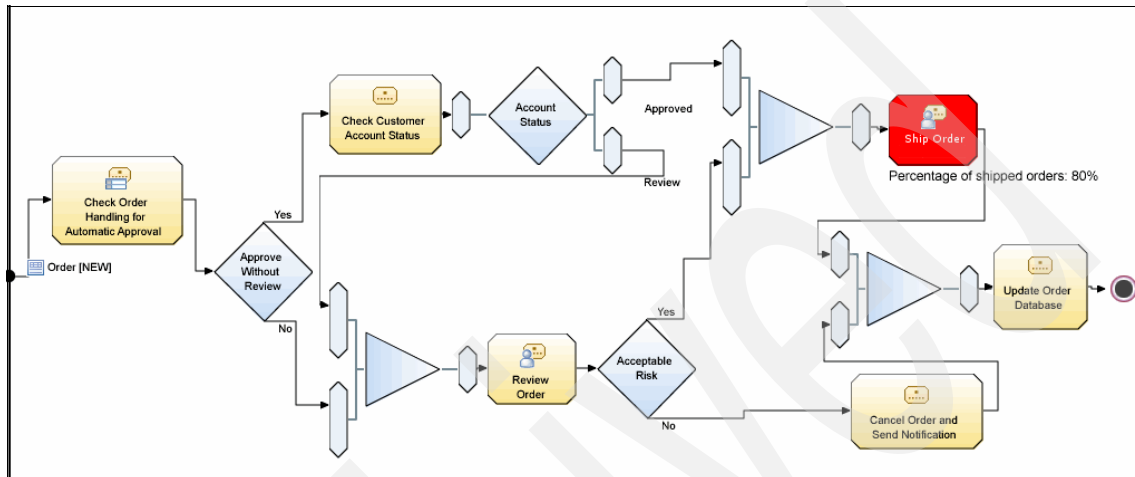 Check Customer
Account Status
Account
Status
Approved
Review
Ship Order
Percentage of shipped orders: 80%
Check Order
Handling for
Automatic Approval
Yes
Order [NEW]
Approve
Without
Review
No
Yes
Update Order
Database
Review
Order
Acceptable
Risk
No
Cancel Order and
Send Notification